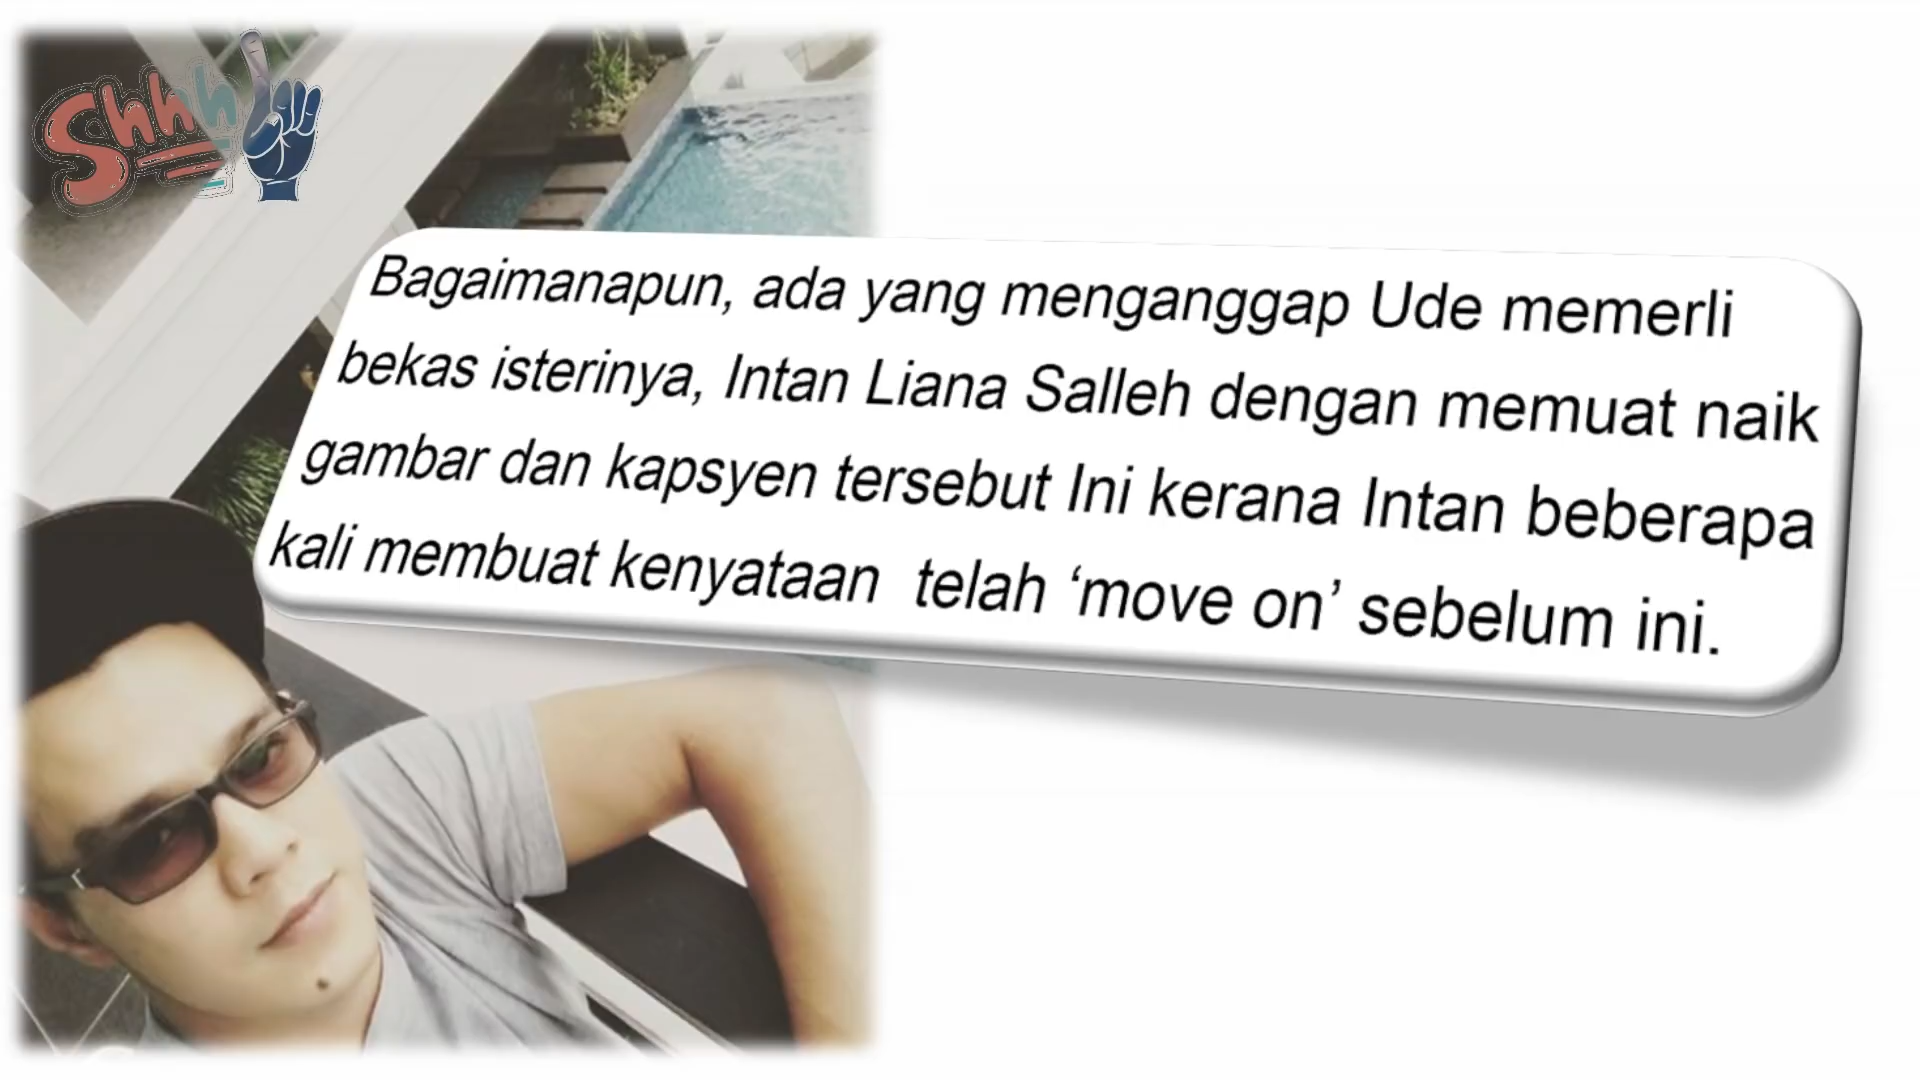 Shhh
Bagaimanapun, ada yang menganggap Ude memerli
bekas isterinya, Intan Liana Salleh dengan memuat naik
gambar dan kapsyen tersebut Ini kerana Intan beberapa
kali membuat kenyataan  telah ‘move on’ sebelum ini.